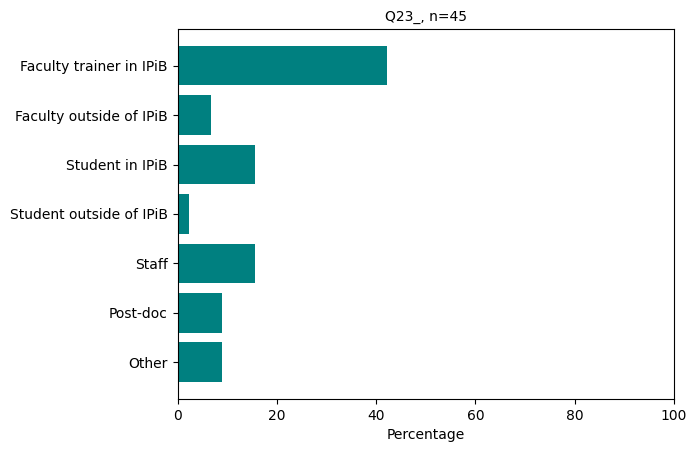 Q23_, n=45
Faculty trainer in IPiB
Faculty outside of IPiB
Student in IPiB
Student outside of IPiB
Staff
Post-doc
Other
0 20 40 60 80 100
Percentage